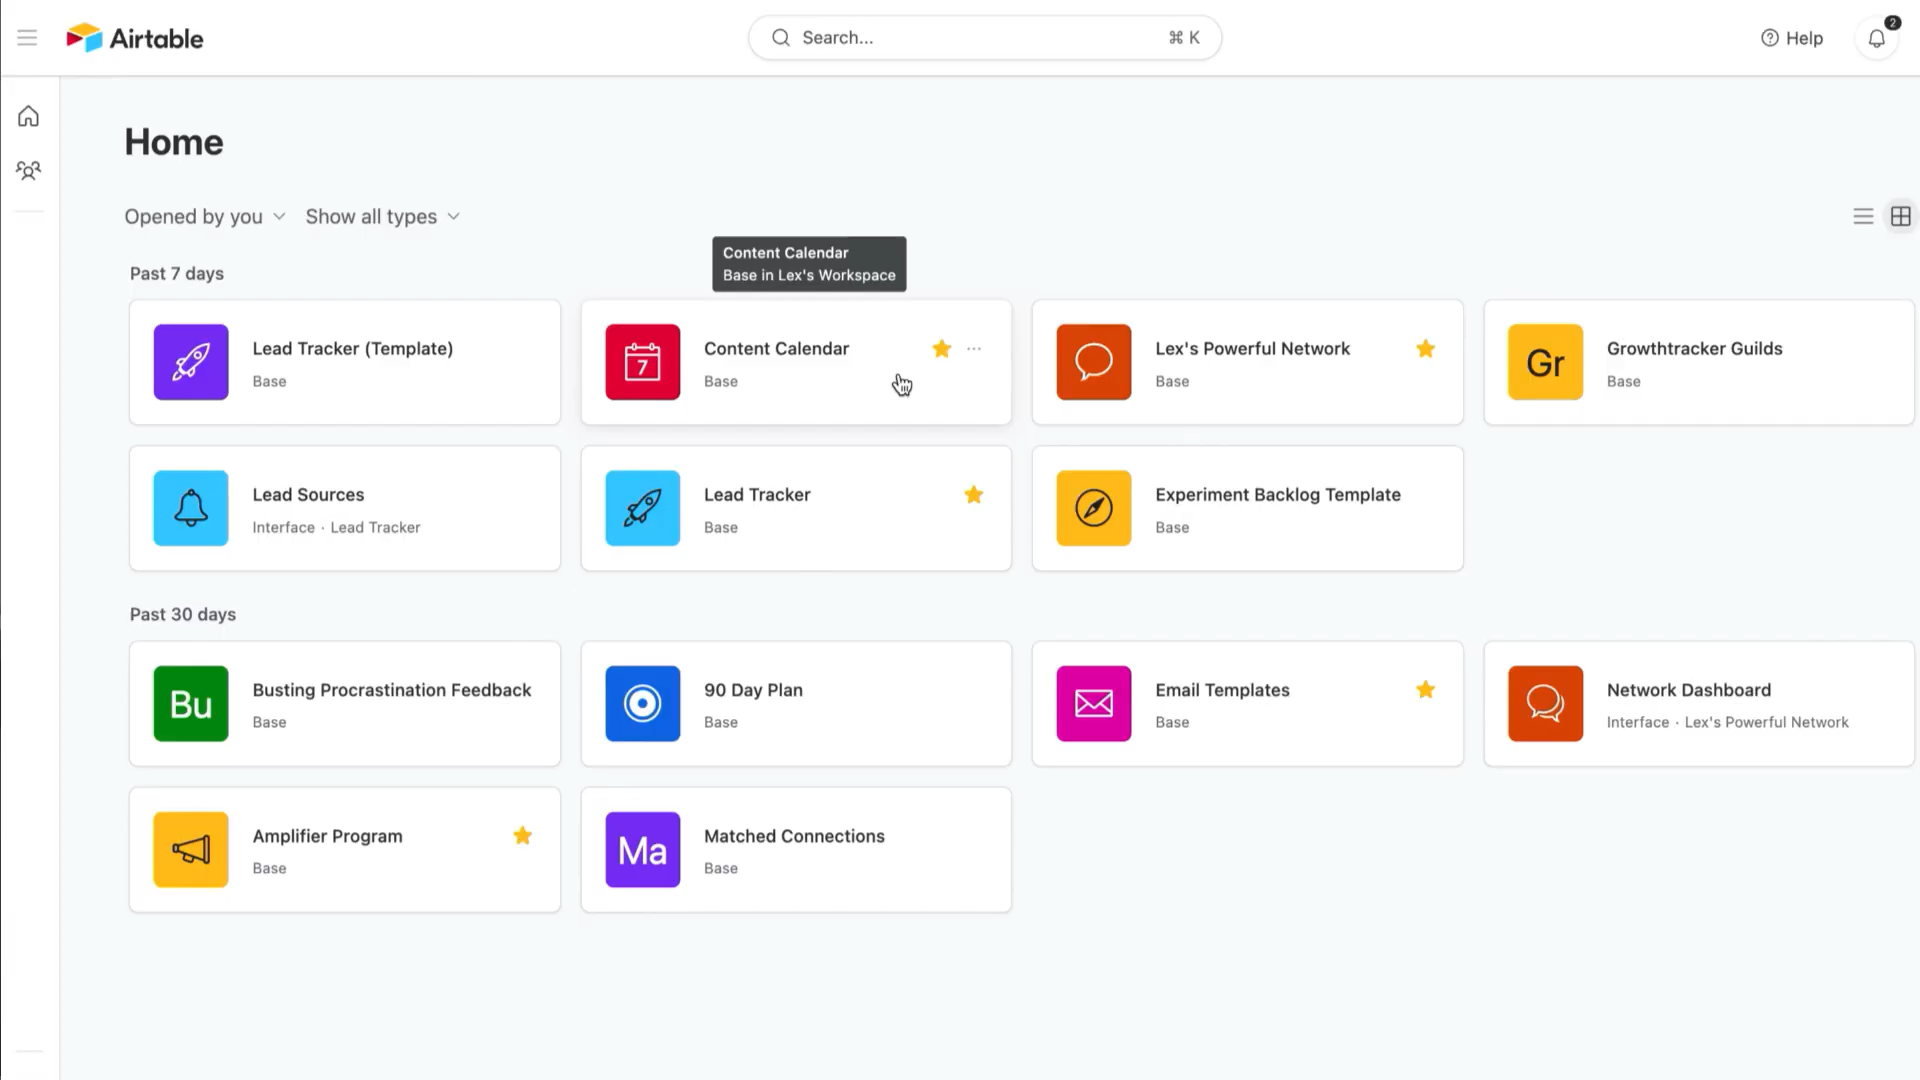 Airtable
Search...
⌘ K
Help
2
Home
Opened by you
Show all types
Content Calendar
Base in Lex's Workspace
Past 7 days
Lead Tracker (Template)
Base
7
Content Calendar
Base
Lex's Powerful Network
Base
Gr
Growthtracker Guilds
Base
Lead Sources
Interface · Lead Tracker
Lead Tracker
Base
Experiment Backlog Template
Base
Past 30 days
Bu
Busting Procrastination Feedback
Base
90 Day Plan
Base
Email Templates
Base
Network Dashboard
Interface · Lex's Powerful Network
Amplifier Program
Base
Ma
Matched Connections
Base